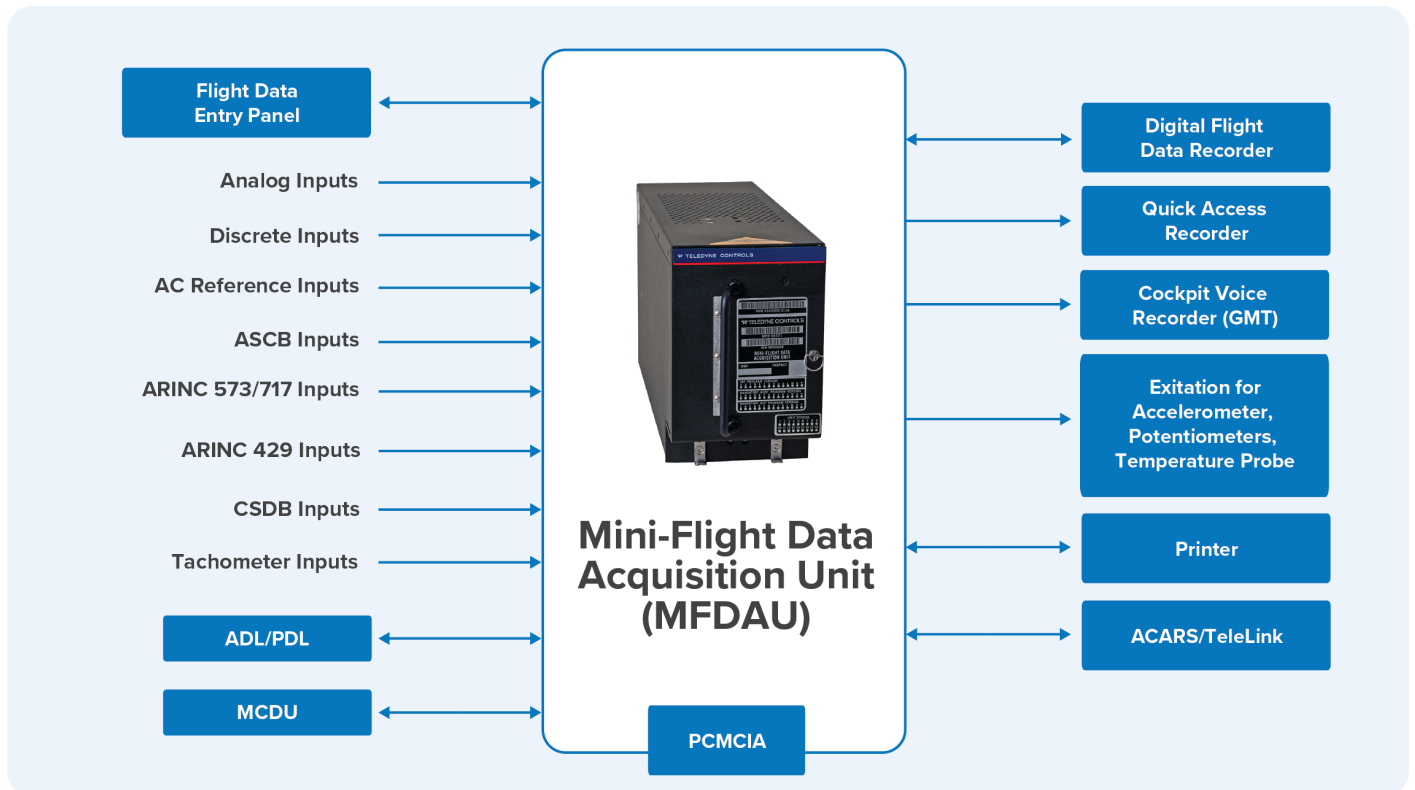 Flight Data
Entry Panel
Analog Inputs
Discrete Inputs
AC Reference Inputs
ASCB Inputs
ARINC 573/717 Inputs
ARINC 429 Inputs
CSDB Inputs
Tachometer Inputs
ADL/PDL
MCDU
TELEDYNE CONTROLS
TELEDYNE CONTROLS
MINI-FLIGHT DATA
ACQUISITION UNIT
UNIT STATUS
Mini-Flight Data
Acquisition Unit
(MFDAU)
PCMCIA
Digital Flight
Data Recorder
Quick Access
Recorder
Cockpit Voice
Recorder (GMT)
Exitation for
Accelerometer,
Potentiometers,
Temperature Probe
Printer
ACARS/TeleLink